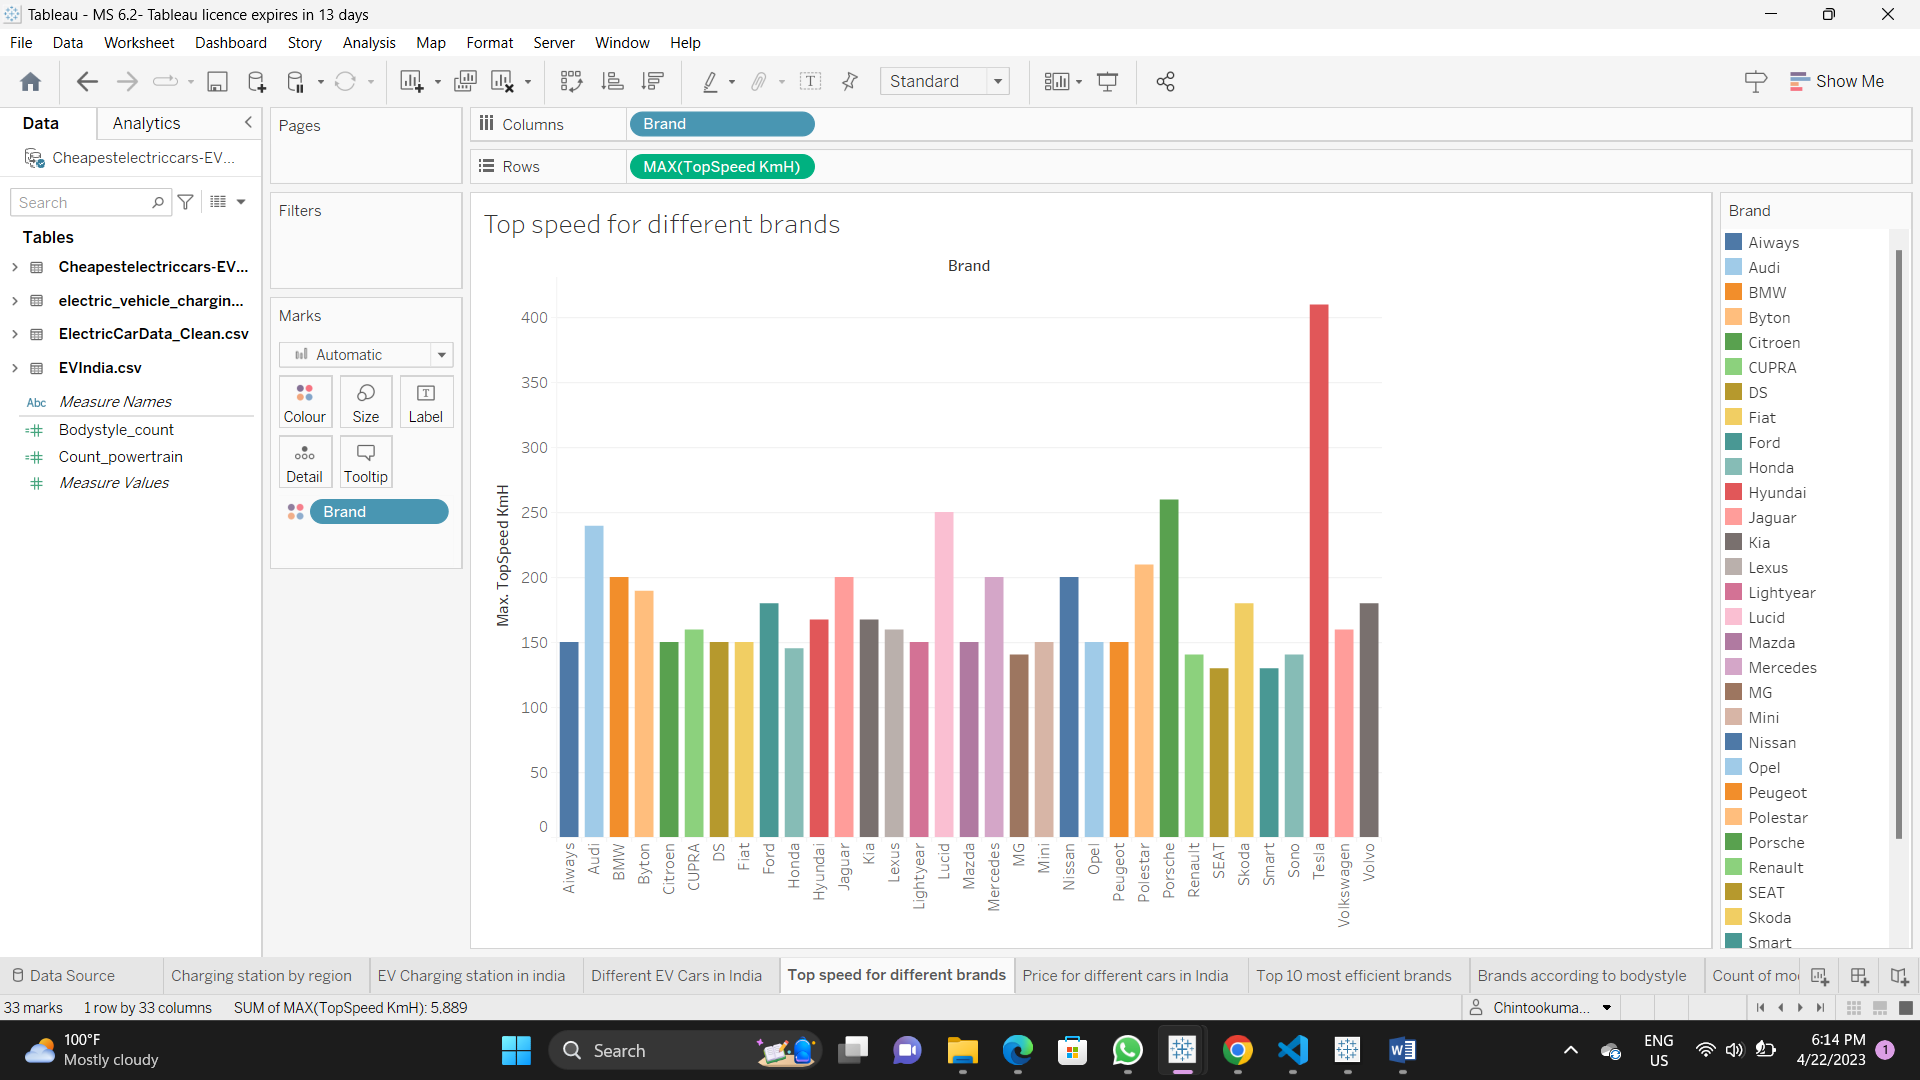 Tableau - MS 6.2- Tableau licence expires in 13 days
File Data Worksheet Dashboard Story Analysis Map Format Server Window Help
Standard
Show Me
Data Analytics
Cheapestelectriccars-EV...
Search
Tables
Cheapestelectriccars-EV...
electric_vehicle_chargin...
ElectricCarData_Clean.csv
EVIndia.csv
Abc Measure Names
Bodystyle_count
Count_powertrain
Measure Values
Pages
Filters
Marks
Automatic
Colour Size Label
Detail Tooltip
Brand
Columns Brand
Rows MAX(TopSpeed KmH)
Top speed for different brands
Brand
Max. TopSpeed KmH
400
350
300
250
200
150
100
50
0
Aiways
Audi
BMW
Byton
Citroen
CUPRA
DS
Fiat
Ford
Honda
Hyundai
Jaguar
Kia
Lexus
Lightyear
Lucid
Mazda
Mercedes
MG
Mini
Nissan
Opel
Peugeot
Polestar
Porsche
Renault
SEAT
Skoda
Smart
Sono
Tesla
Volkswagen
Volvo
Brand
Aiways
Audi
BMW
Byton
Citroen
CUPRA
DS
Fiat
Ford
Honda
Hyundai
Jaguar
Kia
Lexus
Lightyear
Lucid
Mazda
Mercedes
MG
Mini
Nissan
Opel
Peugeot
Polestar
Porsche
Renault
SEAT
Skoda
Smart
Data Source Charging station by region EV Charging station in india Different EV Cars in India Top speed for different brands Price for different cars in India Top 10 most efficient brands Brands according to bodystyle Count of mo
33 marks 1 row by 33 columns SUM of MAX(TopSpeed KmH): 5,889
Chintookuma...
100°F
Mostly cloudy
Search
ENG
US
6:14 PM
4/22/2023
1